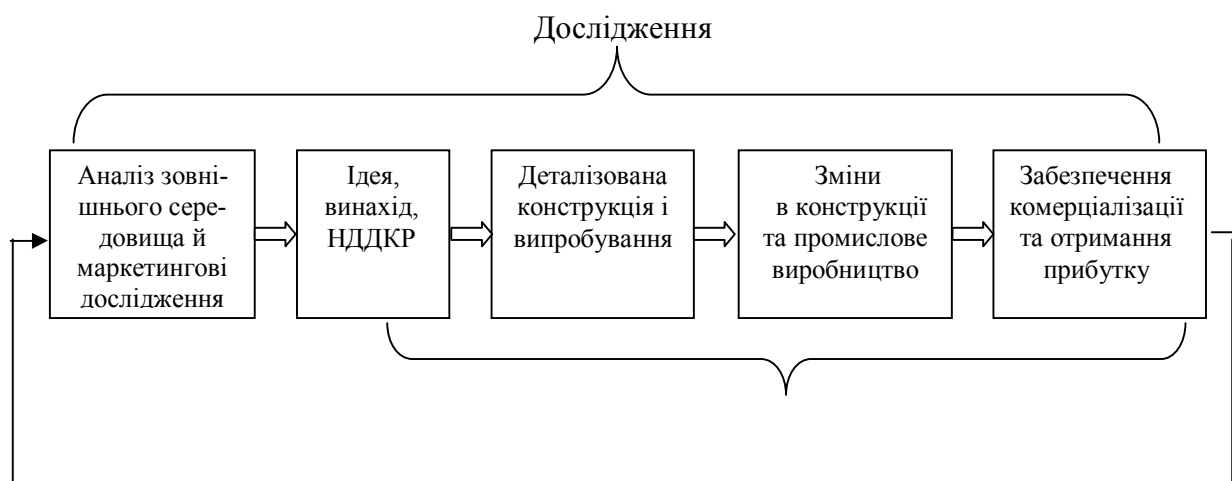 Дослідження
Аналіз зовні-
шнього сере-
довища й
маркетингові
дослідження
Ідея,
винахід,
НДДКР
Деталізована
конструкція і
випробування
Зміни
в конструкції
та промислове
виробництво
Забезпечення
комерціалізації
та отримання
прибутку